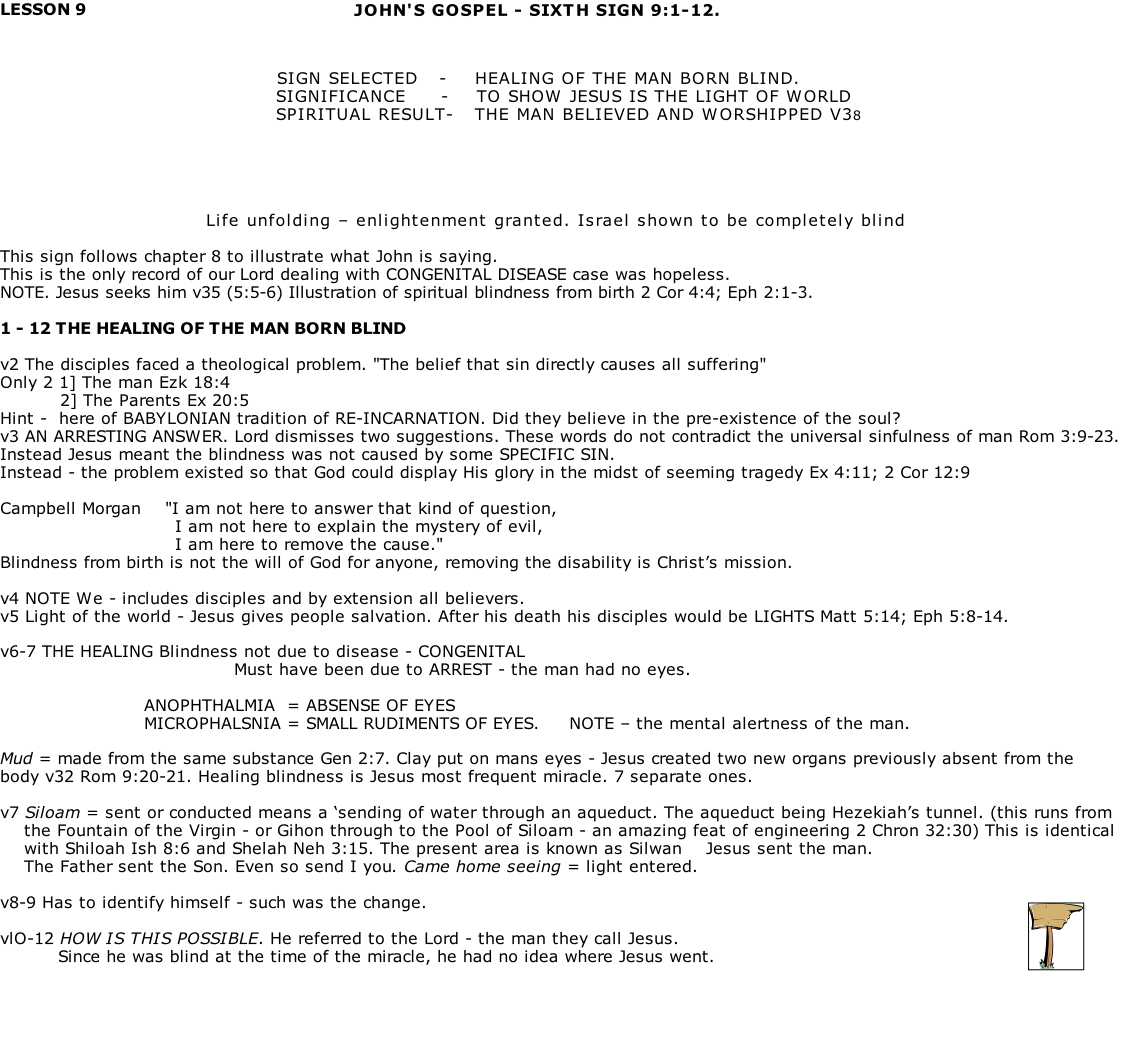 LESSON 9 JOHN'S GOSPEL - SIXTH SIGN 9:1-12.
SIGN SELECTED - HEALING OF THE MAN BORN BLIND.
SIGNIFICANCE - TO SHOW JESUS IS THE LIGHT OF WORLD
SPIRITUAL RESULT- THE MAN BELIEVED AND WORSHIPPED V38
Life unfolding – enlightenment granted. Israel shown to be completely blind
This sign follows chapter 8 to illustrate what John is saying.
This is the only record of our Lord dealing with CONGENITAL DISEASE case was hopeless.
NOTE. Jesus seeks him v35 (5:5-6) Illustration of spiritual blindness from birth 2 Cor 4:4; Eph 2:1-3.
1 - 12 THE HEALING OF THE MAN BORN BLIND
v2 The disciples faced a theological problem. "The belief that sin directly causes all suffering"
Only 2 1] The man Ezk 18:4
2] The Parents Ex 20:5
Hint - here of BABYLONIAN tradition of RE-INCARNATION. Did they believe in the pre-existence of the soul?
v3 AN ARRESTING ANSWER. Lord dismisses two suggestions. These words do not contradict the universal sinfulness of man Rom 3:9-23.
Instead Jesus meant the blindness was not caused by some SPECIFIC SIN.
Instead - the problem existed so that God could display His glory in the midst of seeming tragedy Ex 4:11; 2 Cor 12:9
Campbell Morgan "I am not here to answer that kind of question,
I am not here to explain the mystery of evil,
I am here to remove the cause."
Blindness from birth is not the will of God for anyone, removing the disability is Christ’s mission.
v4 NOTE We - includes disciples and by extension all believers.
v5 Light of the world - Jesus gives people salvation. After his death his disciples would be LIGHTS Matt 5:14; Eph 5:8-14.
v6-7 THE HEALING Blindness not due to disease - CONGENITAL
Must have been due to ARREST - the man had no eyes.
ANOPHTHALMIA = ABSENSE OF EYES
MICROPHALSNIA = SMALL RUDIMENTS OF EYES. NOTE – the mental alertness of the man.
Mud = made from the same substance Gen 2:7. Clay put on mans eyes - Jesus created two new organs previously absent from the
body v32 Rom 9:20-21. Healing blindness is Jesus most frequent miracle. 7 separate ones.
v7 Siloam = sent or conducted means a ‘sending of water through an aqueduct. The aqueduct being Hezekiah’s tunnel. (this runs from
the Fountain of the Virgin - or Gihon through to the Pool of Siloam - an amazing feat of engineering 2 Chron 32:30) This is identical
with Shiloah Ish 8:6 and Shelah Neh 3:15. The present area is known as Silwan Jesus sent the man.
The Father sent the Son. Even so send I you. Came home seeing = light entered.
v8-9 Has to identify himself - such was the change.
vlO-12 HOW IS THIS POSSIBLE. He referred to the Lord - the man they call Jesus.
Since he was blind at the time of the miracle, he had no idea where Jesus went.